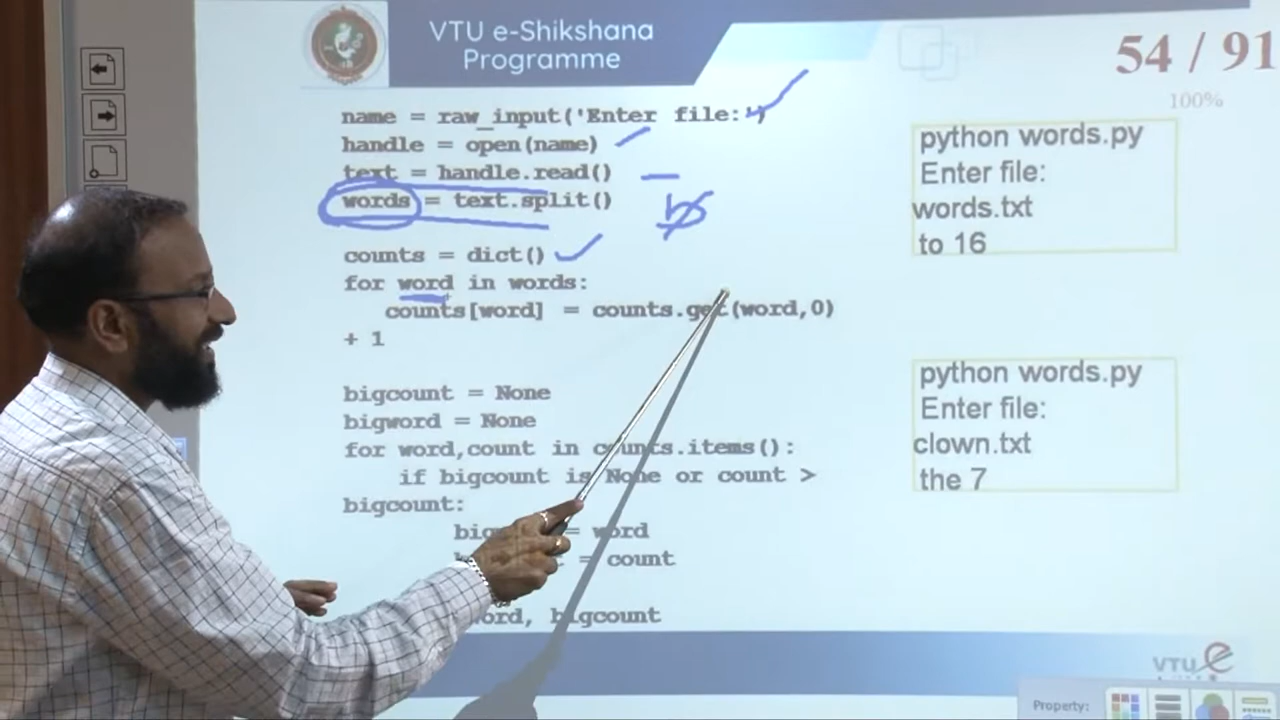 VTU e-Shikshana
Programme
54 / 91
100%
name = raw_input('Enter file:')
handle = open(name)
text = handle.read()
words = text.split()
counts = dict()
for word in words:
counts[word] = counts.get(word,0)
+ 1
bigcount = None
bigword = None
for word,count in counts.items():
if bigcount is None or count >
bigcount:
= word
= count
bigcount
python words.py
Enter file:
words.txt
to 16
python words.py
Enter file:
clown.txt
the 7
VTU e
Property: